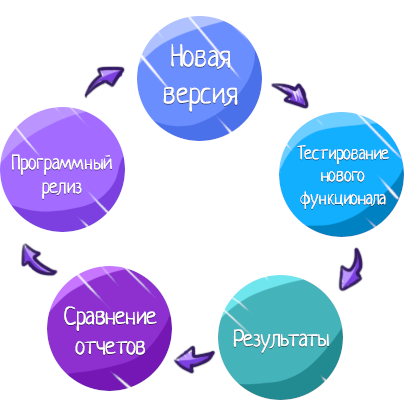 Новая
версия
Тестирование
нового
функционала
Результаты
Сравнение
отчетов
Программный
релиз